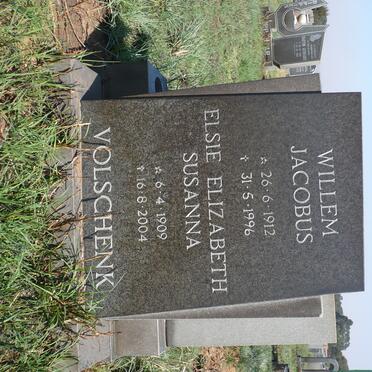 WILLEM
JACOBUS
☆ 26·6·1912
✝ 31·5·1996
ELSIE ELIZABETH
SUSANNA
☆ 6·4·1909
✝ 16·8·2004
VOLSCHENK